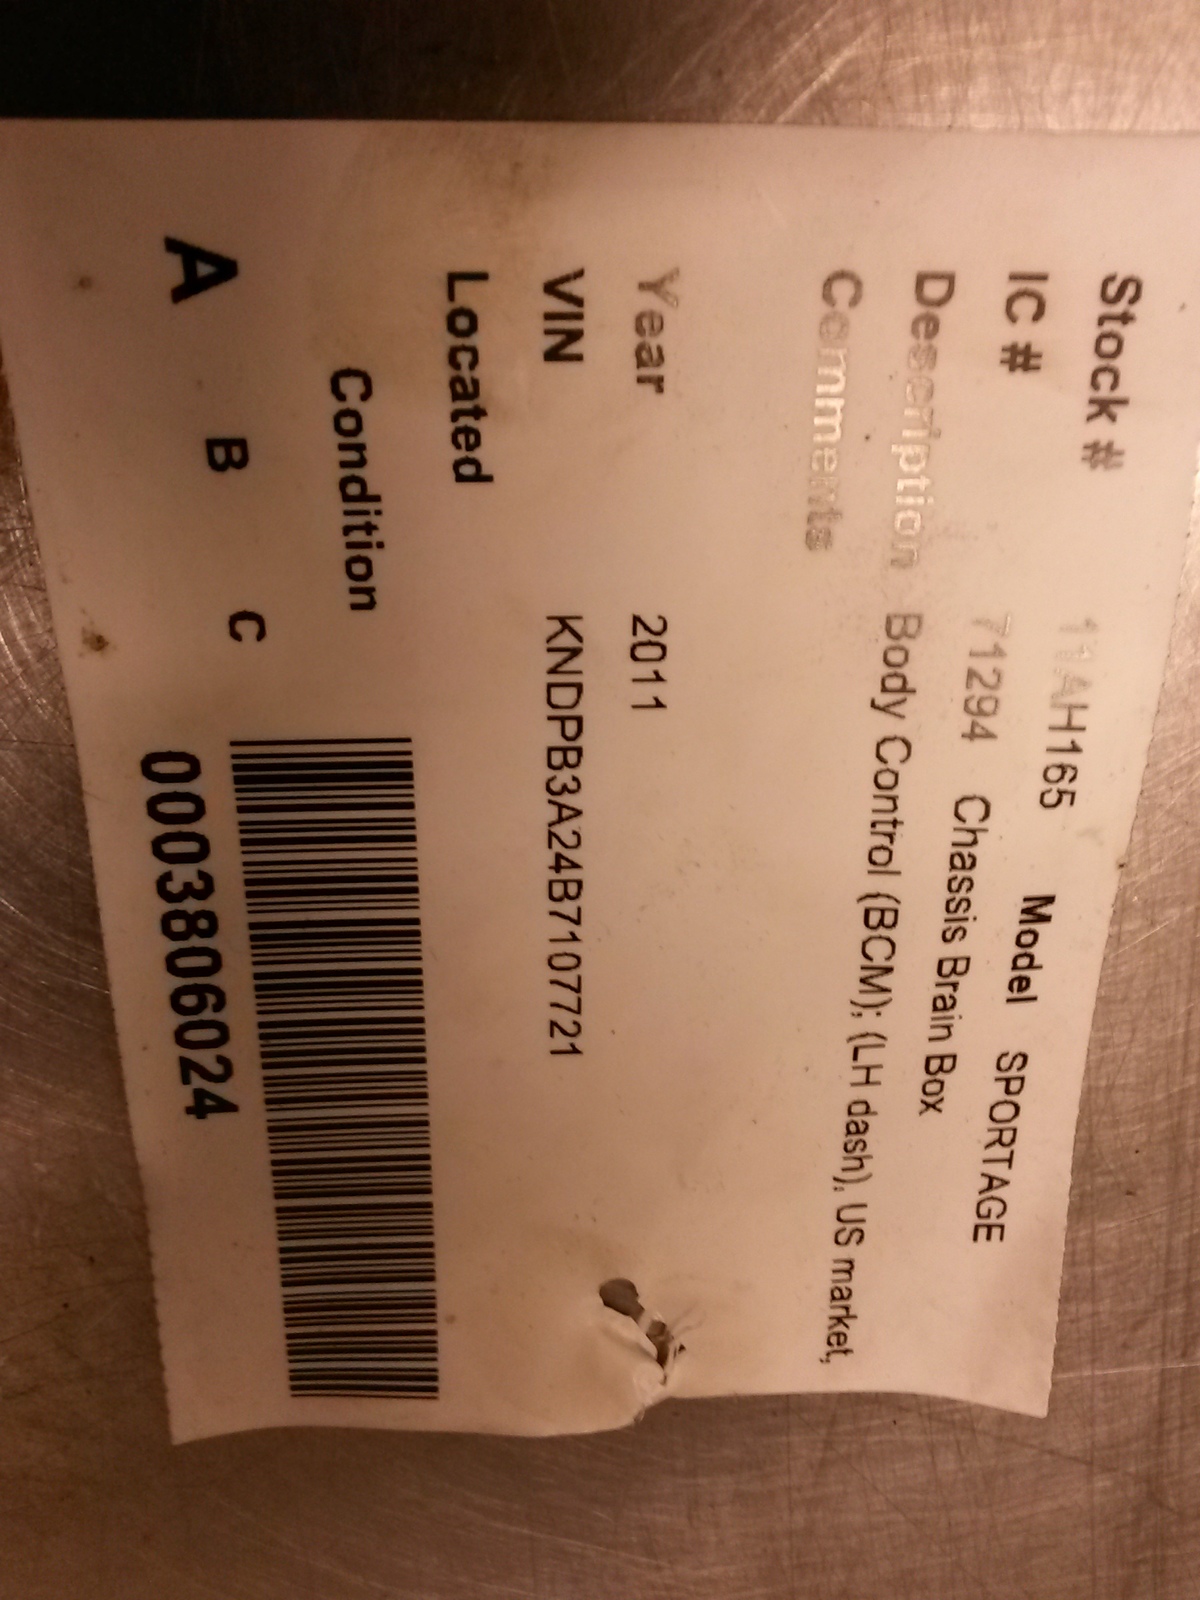 Stock # 11AH165 Model SPORTAGE
IC # 71294 Chassis Brain Box
Description Body Control (BCM); (LH dash), US market,
Comments
Year 2011
VIN KNDPB3A24B7107721
Located
Condition
A B C
0003806024